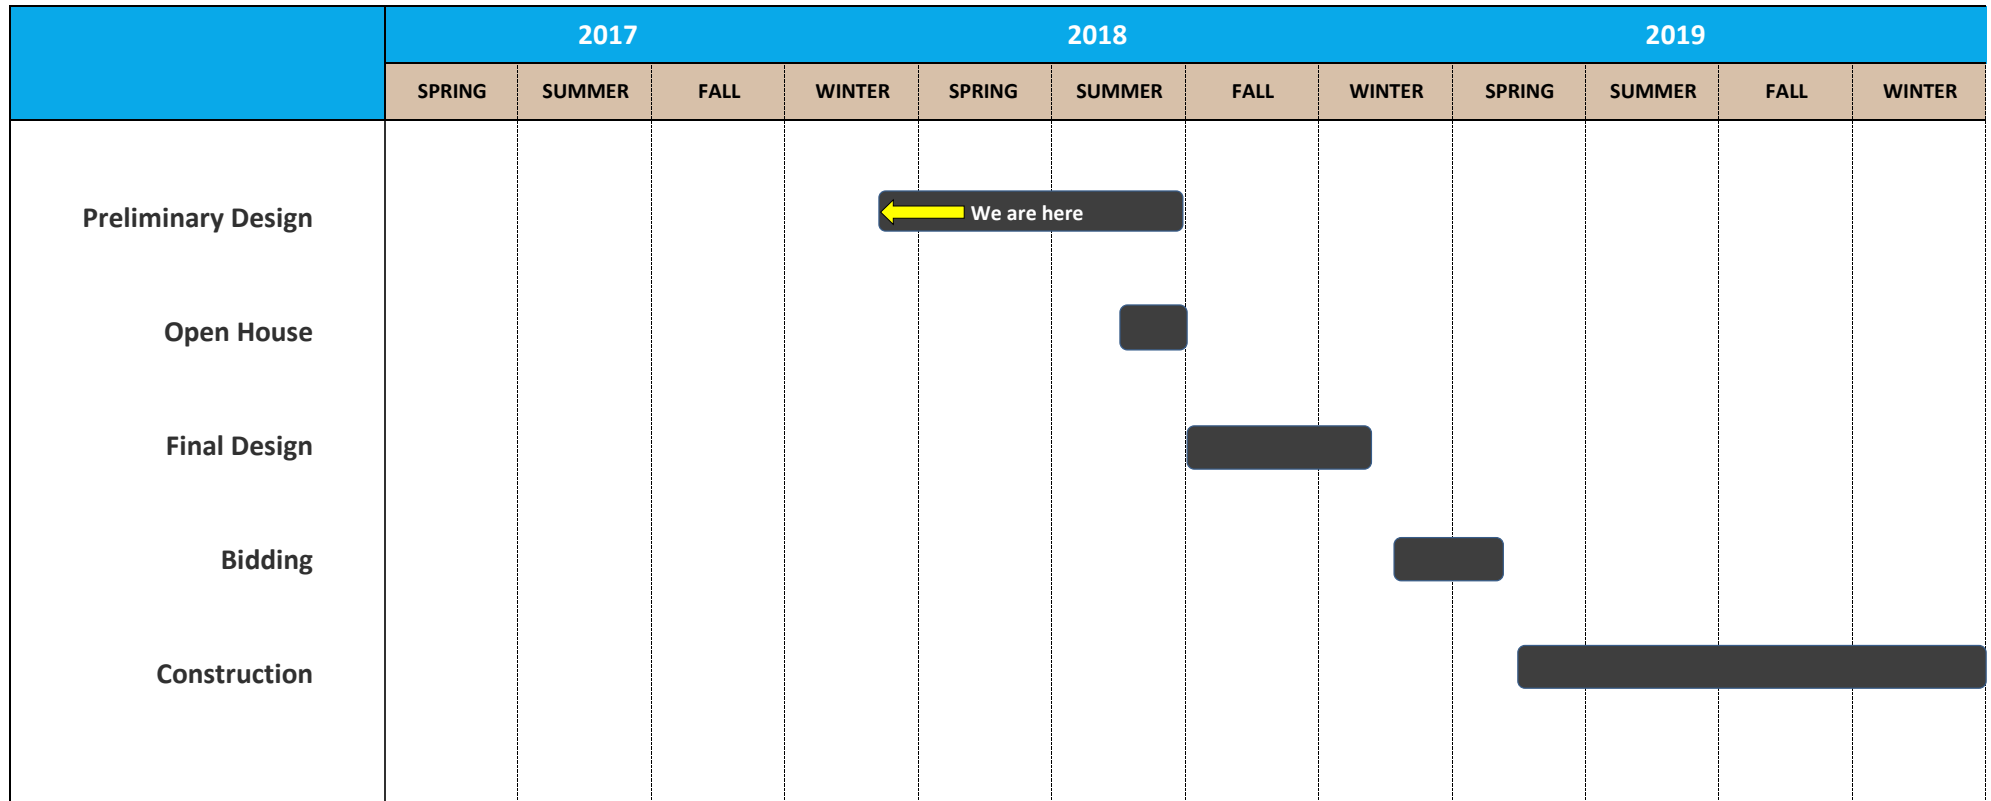 2017 2018 2019
SPRING SUMMER FALL WINTER SPRING SUMMER FALL WINTER SPRING SUMMER FALL WINTER
Preliminary Design We are here
Open House
Final Design
Bidding
Construction